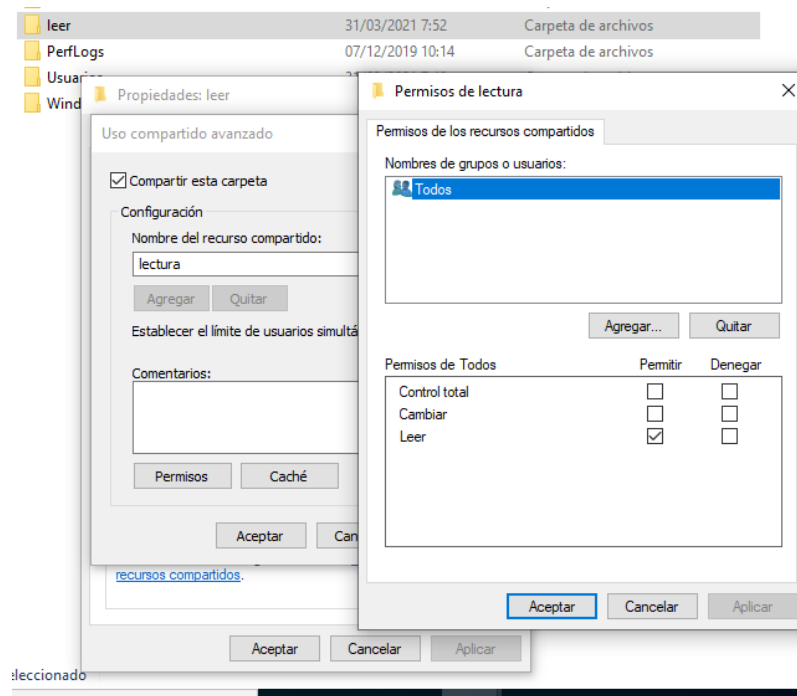 leer 31/03/2021 7:52 Carpeta de archivos
PerfLogs 07/12/2019 10:14 Carpeta de archivos
Propiedades: leer
Uso compartido avanzado
Compartir esta carpeta
Configuración
Nombre del recurso compartido:
lectura
Agregar Quitar
Establecer el límite de usuarios
Comentarios:
Permisos Caché
Aceptar
recursos compartidos.
Aceptar Cancelar Aplicar
Permisos de lectura
Permisos de los recursos compartidos
Nombres de grupos o usuarios:
Todos
Agregar... Quitar
Permisos de Todos Permitir Denegar
Control total
Cambiar
Leer
Aceptar Cancelar Aplicar